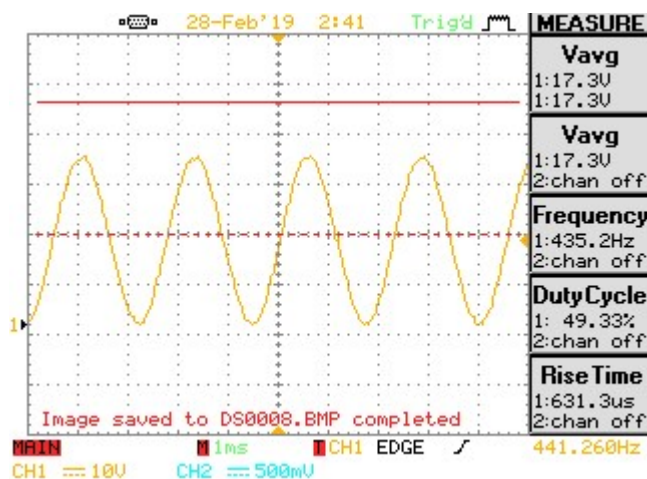 28-Feb'19 2:41 Trig'd
MEASURE
Vavg
1:17.3V
1:17.3V
Vavg
1:17.3V
2:chan off
Frequency
1:435.2Hz
2:chan off
Duty Cycle
1: 49.33%
2:chan off
Rise Time
1:631.3us
2:chan off
1
Image saved to DS0008.BMP completed
MAIN M 1ms T CH1 EDGE 441.260Hz
CH1 10V CH2 500mV